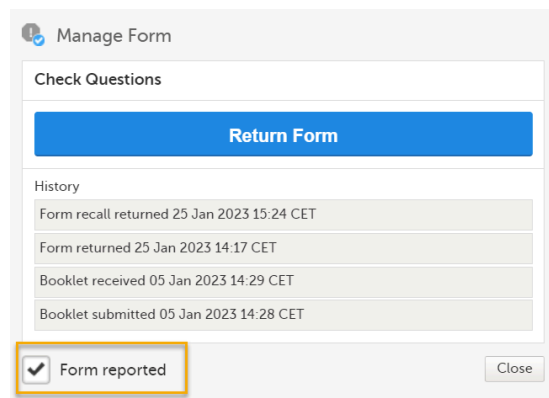 Manage Form
Check Questions
Return Form
History
Form recall returned 25 Jan 2023 15:24 CET
Form returned 25 Jan 2023 14:17 CET
Booklet received 05 Jan 2023 14:29 CET
Booklet submitted 05 Jan 2023 14:28 CET
Form reported
Close